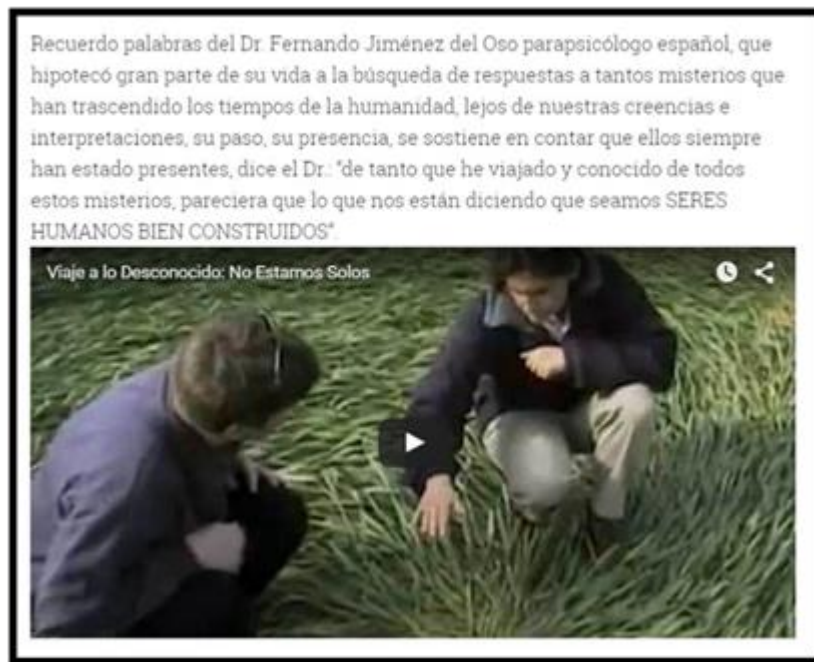 Recuerdo palabras del Dr. Fernando Jiménez del Oso parapsicólogo español, que
hipotecó gran parte de su vida a la búsqueda de respuestas a tantos misterios que
han trascendido los tiempos de la humanidad, lejos de nuestras creencias e
interpretaciones, su paso, su presencia, se sostiene en contar que ellos siempre
han estado presentes, dice el Dr.: "de tanto que he viajado y conocido de todos
estos misterios, pareciera que lo que nos están diciendo que seamos SERES
HUMANOS BIEN CONSTRUIDOS".
Viaje a lo Desconocido: No Estamos Solos